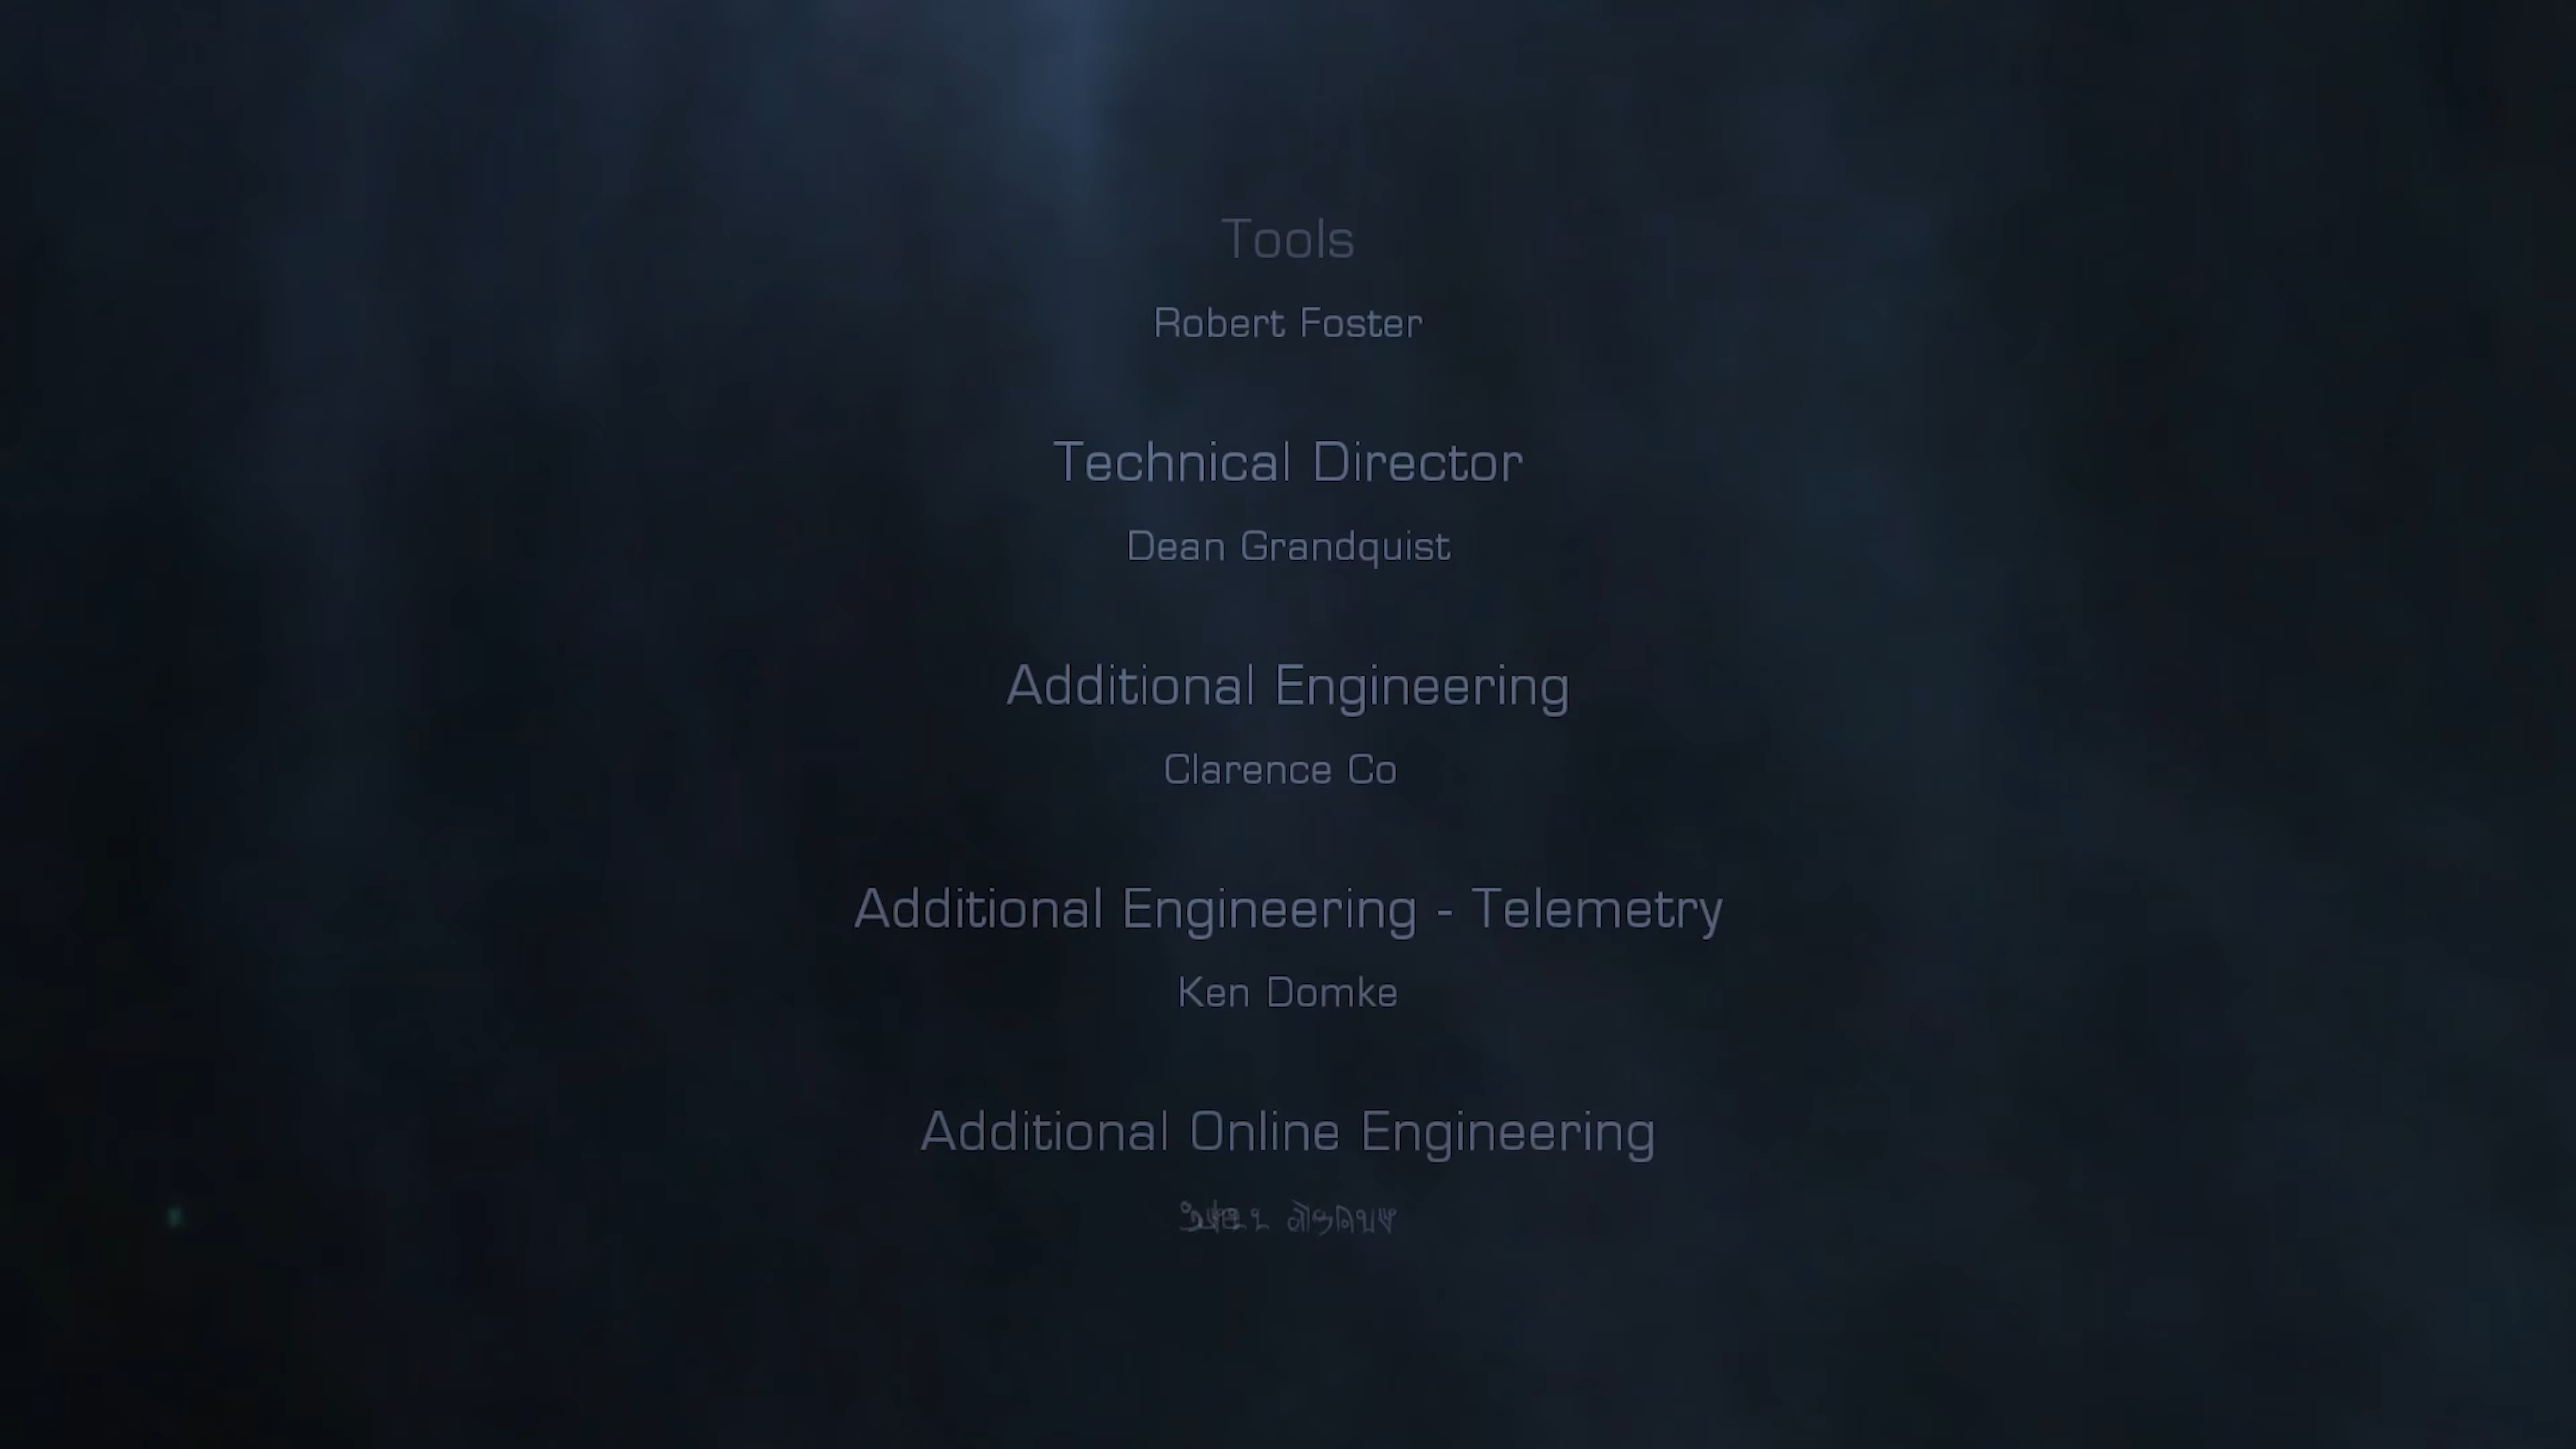 Tools
Robert Foster
Technical Director
Dean Grandquist
Additional Engineering
Clarence Co
Additional Engineering - Telemetry
Ken Domke
Additional Online Engineering